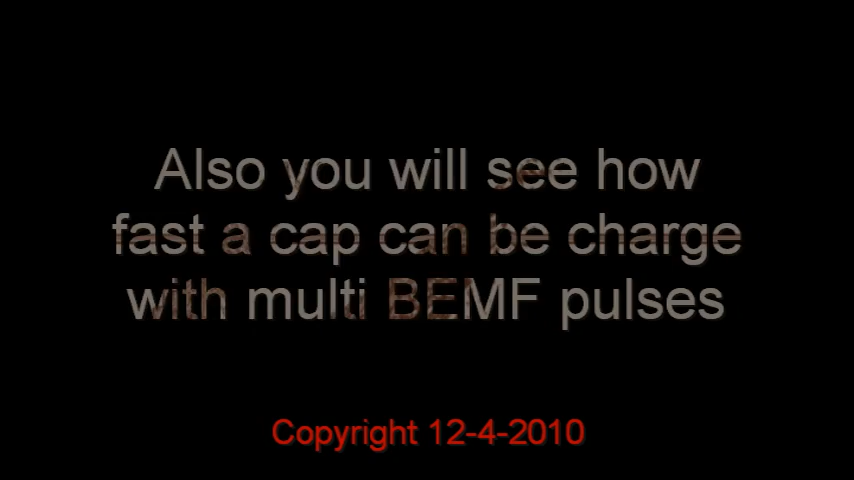 Also you will see how
fast a cap can be charge
with multi BEMF pulses
Copyright 12-4-2010